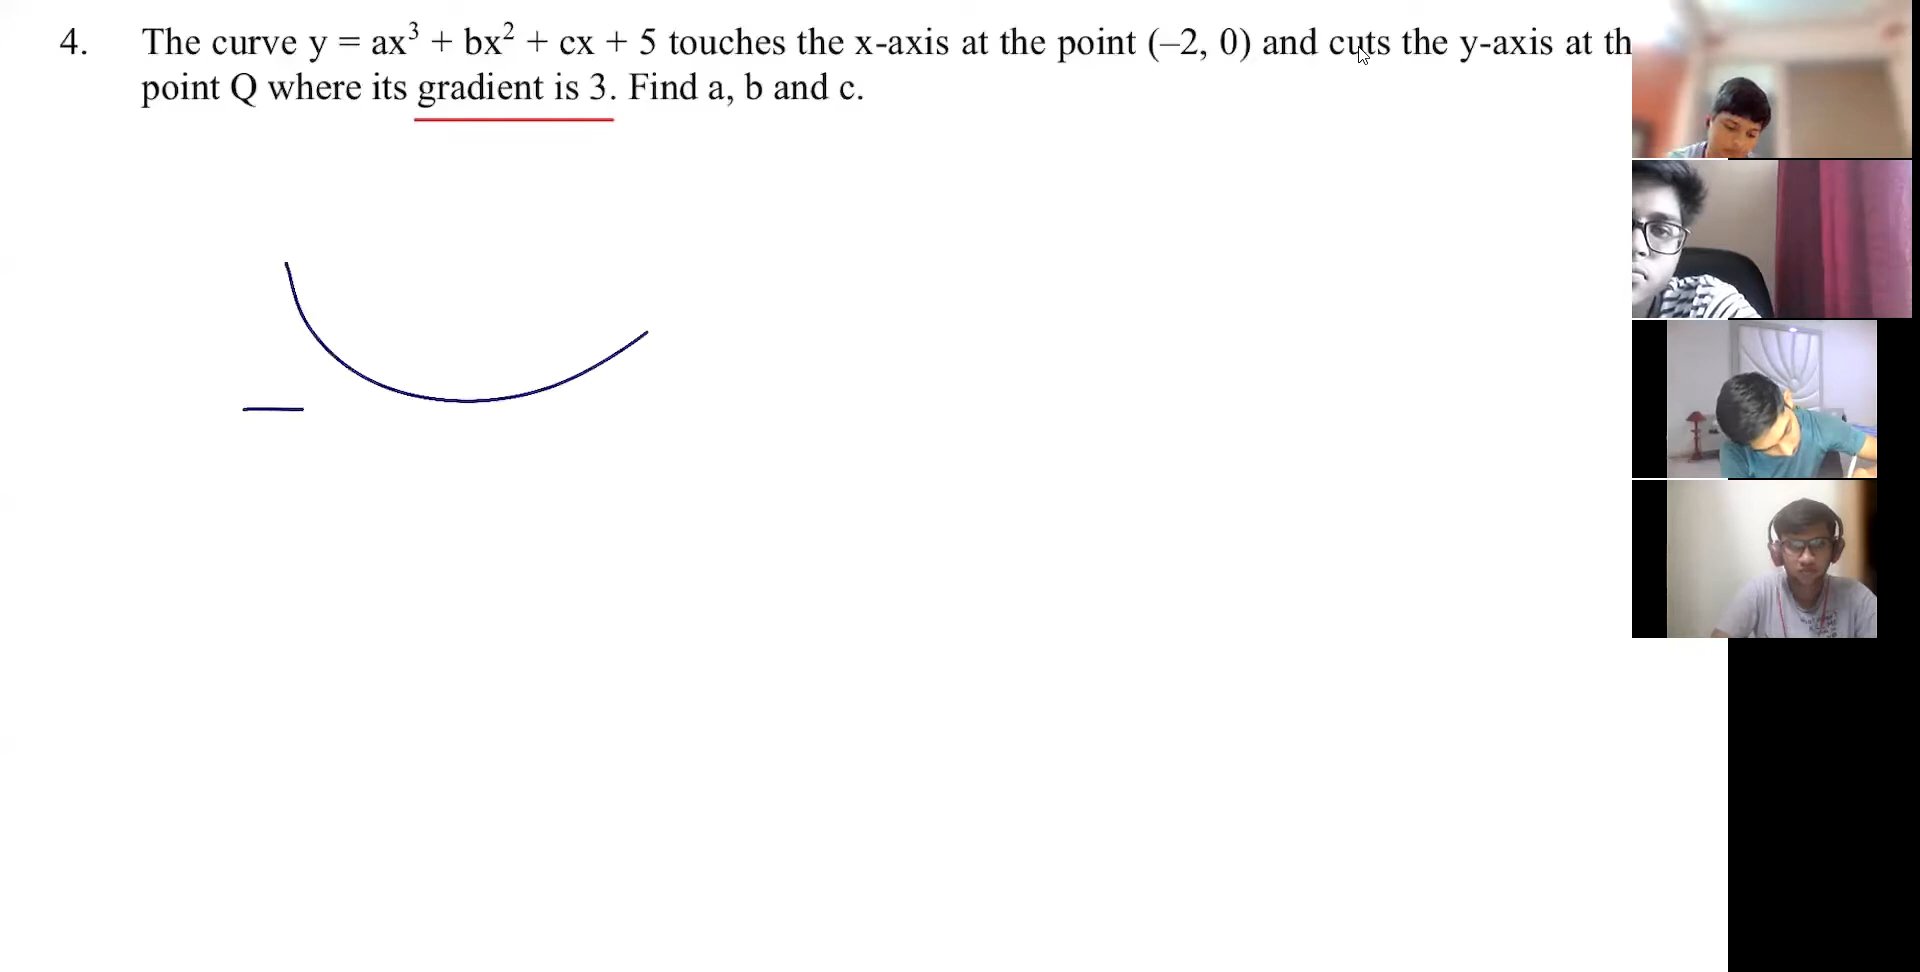 4. The curve y = ax³ + bx² + cx + 5 touches the x-axis at the point (–2, 0) and cuts the y-axis at th
point Q where its gradient is 3. Find a, b and c.